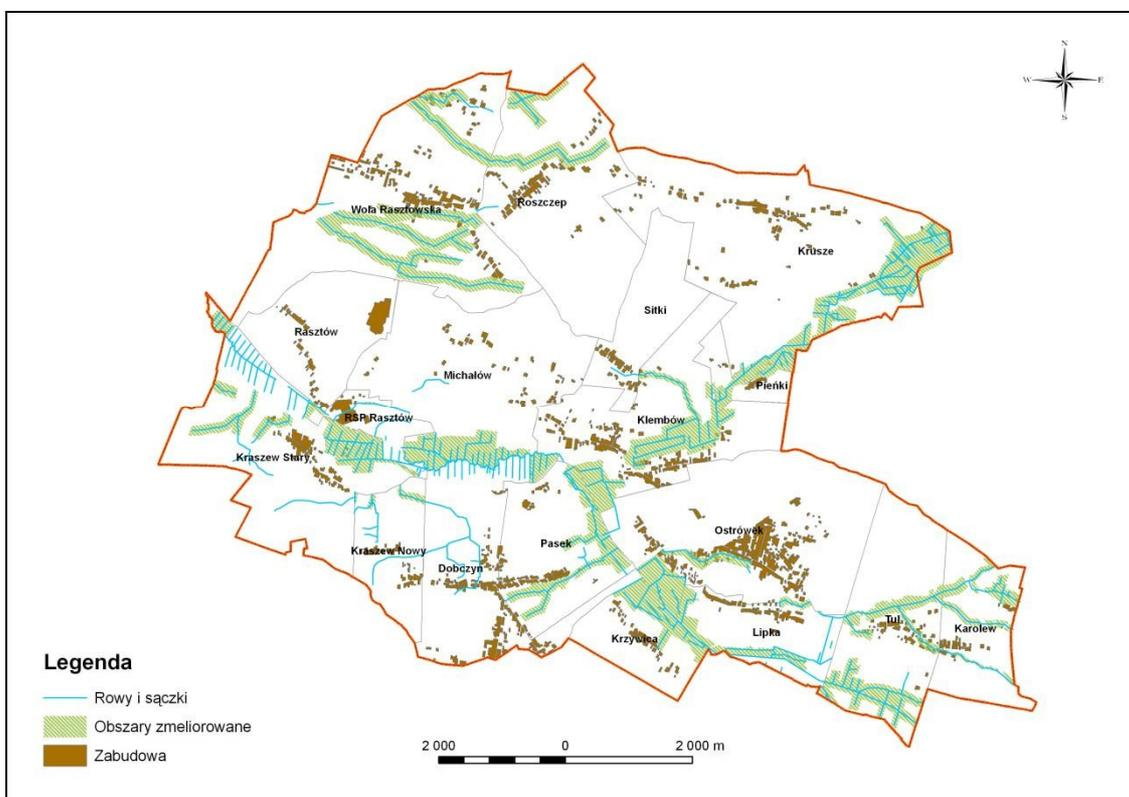 N
W E
S
Roszczep
Wola Rasztowska
Krusze
Sitki
Rasztów
Michałów
Pieńki
RSP Rasztów
Klembów
Kraszew Stary
Ostrówek
Pasek
Kraszew Nowy
Dobczyn
Tul.
Karolew
Lipka
Krzywica
Legenda
Rowy i sączki
Obszary zmeliorowane
Zabudowa
2 000 0 2 000 m